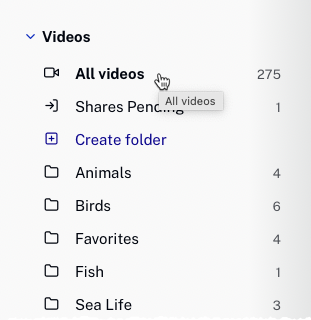 Videos
All videos 275
Shares Pending 1
All videos
Create folder
Animals 4
Birds 6
Favorites 4
Fish 1
Sea Life 3